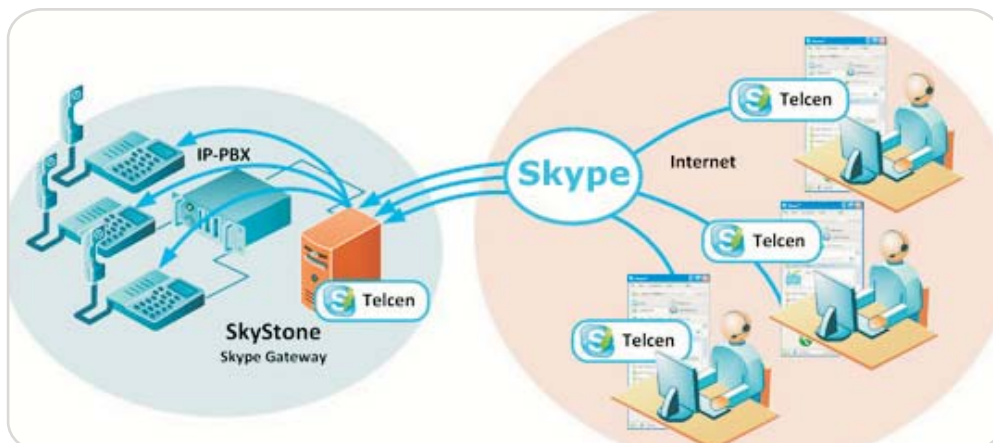 IP-PBX
Telcen
SkyStone
Skype Gateway
Skype
Internet
Telcen
Telcen
Telcen